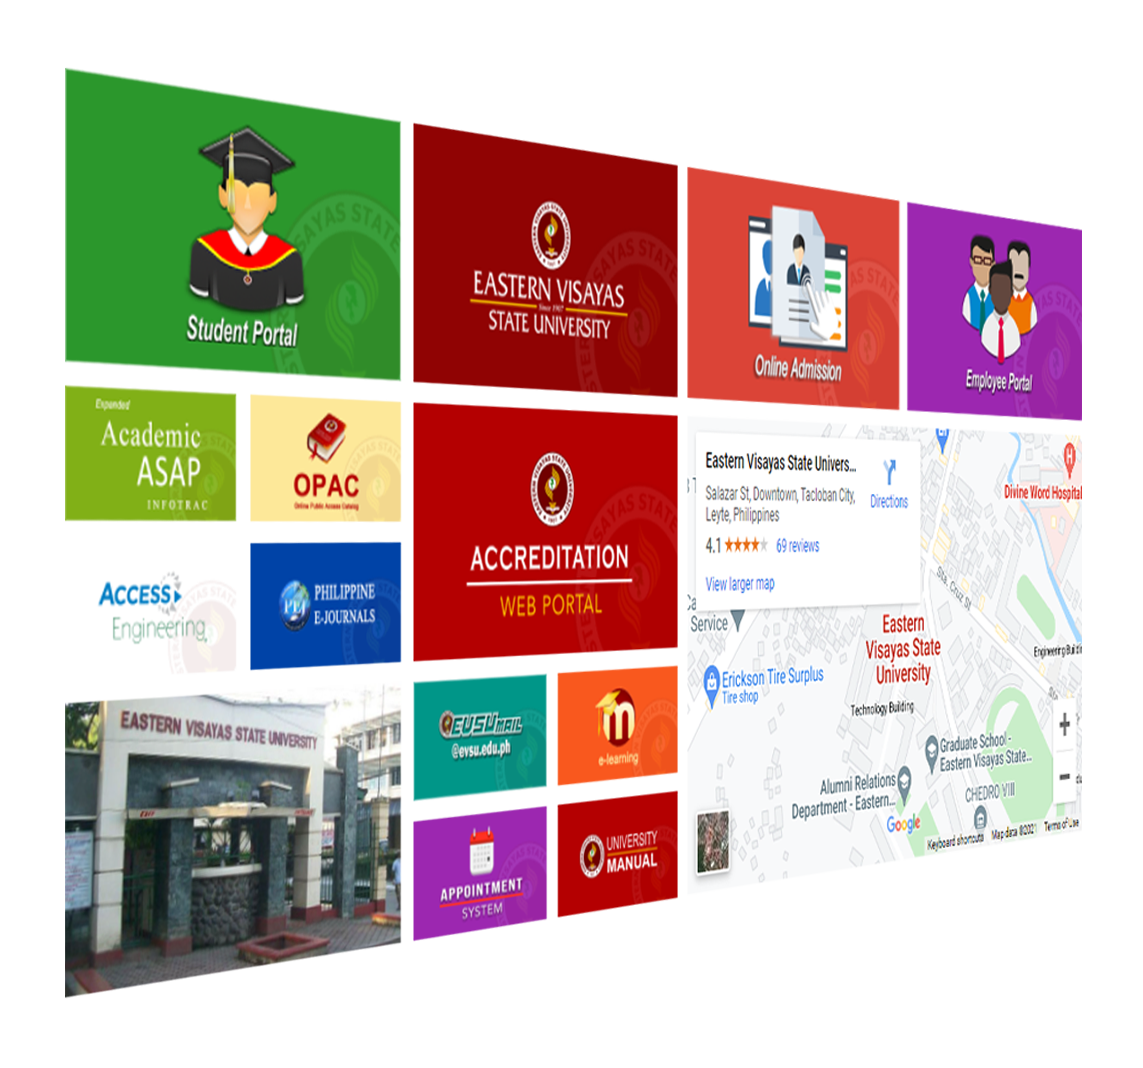 Student Portal
EASTERN VISAYAS
Since 1907
STATE UNIVERSITY
Online Admission
Employee Portal
Expanded
Academic
ASAP
INFOTRAC
OPAC
Online Public Access Catalog
ACCESS
Engineering
PHILIPPINE
E-JOURNALS
PEJ
ACCREDITATION
WEB PORTAL
Eastern Visayas State Univers...
Salazar St, Downtown, Tacloban City,
Leyte, Philippines
4.1
69 reviews
View larger map
Directions
H
Divine Word Hospital
Sta. Cruz St
Service
Eastern
Visayas State
University
Engineering Buildin
Erickson Tire Surplus
Tire shop
Technology Building
Graduate School -
Eastern Visayas State...
Alumni Relations
Department - Eastern...
CHEDRO VIII
Google
Keyboard shortcuts
Map data ©2021
Terms of Use
EASTERN VISAYAS STATE UNIVERSITY
EVSUmail
@evsu.edu.ph
m
e-learning
APPOINTMENT
SYSTEM
UNIVERSITY
MANUAL